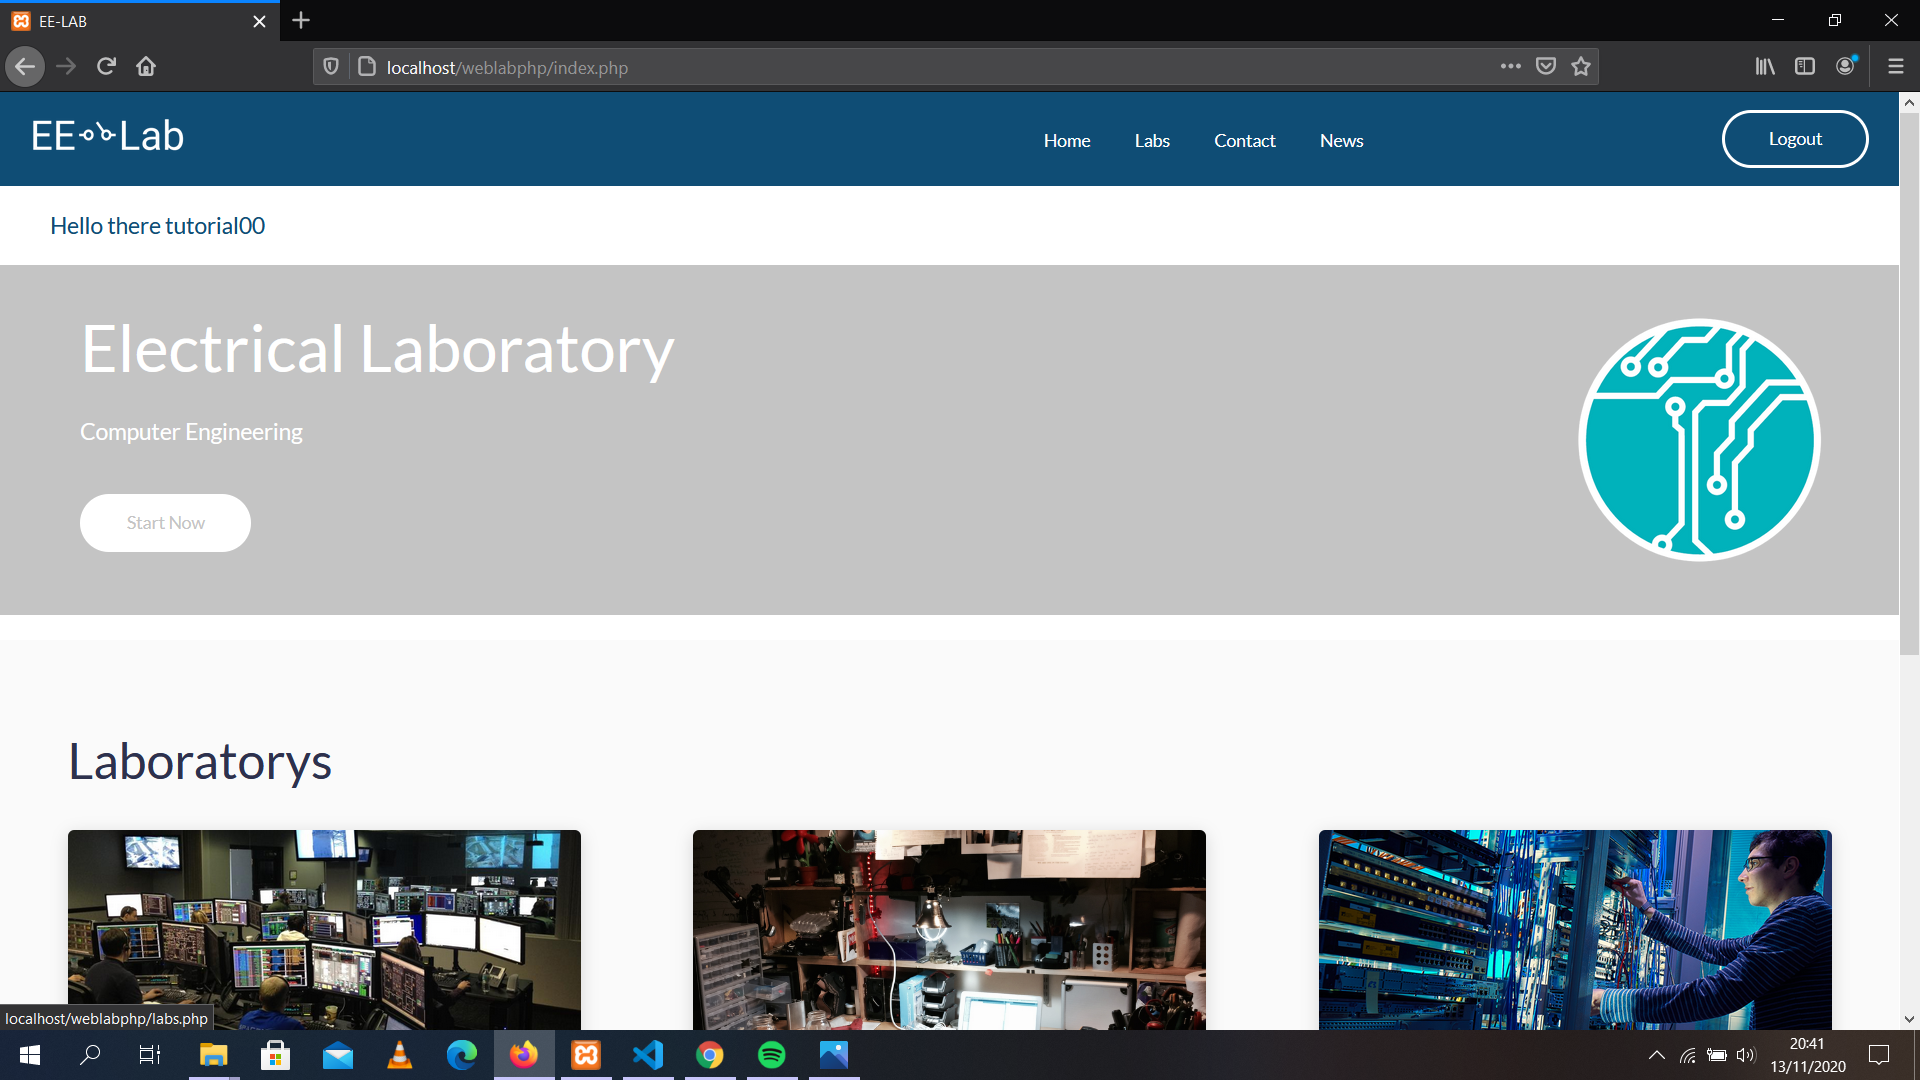 EE-LAB
localhost/weblabphp/index.php
EE Lab
Home
Labs
Contact
News
Logout
Hello there tutorial00
Electrical Laboratory
Computer Engineering
Start Now
Laboratorys
localhost/weblabphp/labs.php
20:41
13/11/2020